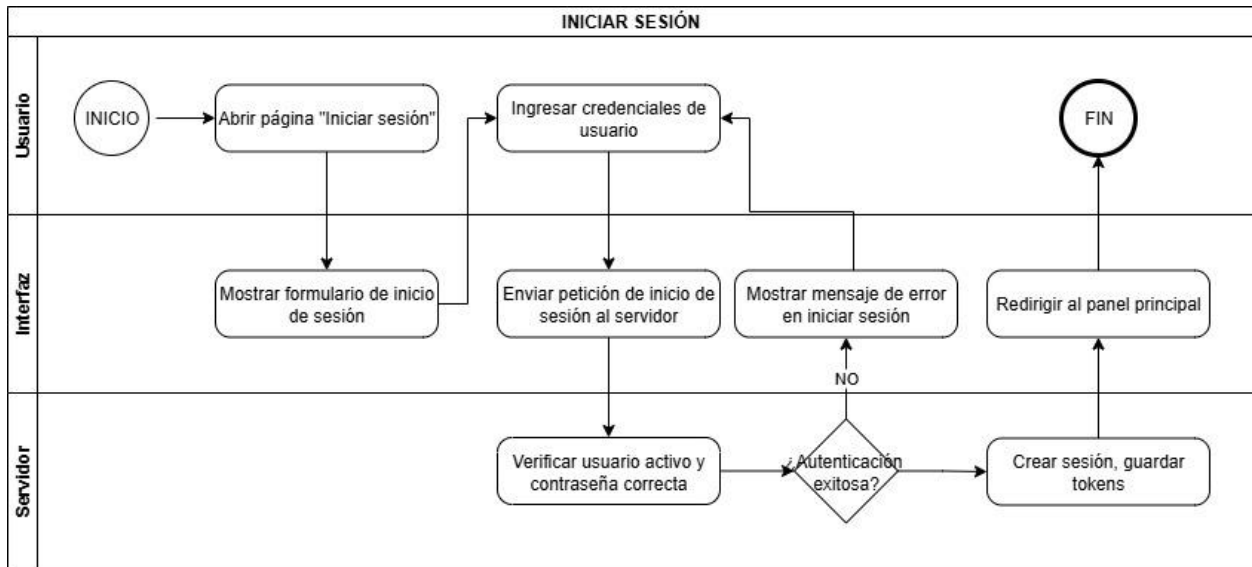 INICIAR SESIÓN
Usuario
INICIO
Abrir página "Iniciar sesión"
Ingresar credenciales de
usuario
FIN
Interfaz
Mostrar formulario de inicio
de sesión
Enviar petición de inicio de
sesión al servidor
Mostrar mensaje de error
en iniciar sesión
Redirigir al panel principal
NO
Servidor
Verificar usuario activo y
contraseña correcta
¿Autenticación
exitosa?
Crear sesión, guardar
tokens